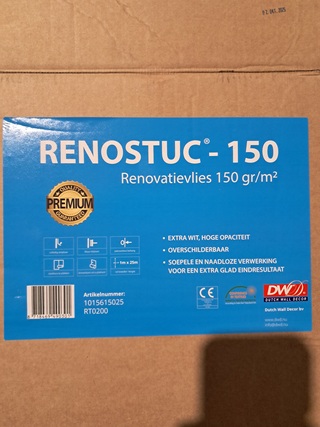 RENOSTUC® - 150
Renovatievlies 150 gr/m²
QUALITY
PREMIUM
GUARANTEED
• EXTRA WIT, HOGE OPACITEIT
• OVERSCHILDERBAAR
• SOEPELE EN NAADLOZE VERWERKING
VOOR EEN EXTRA GLAD EINDRESULTAAT
1m x 25m
Artikelnummer:
1015615025
RT0200
CE
DWD
DUTCH WALL DECOR
Dutch Wall Decor bv